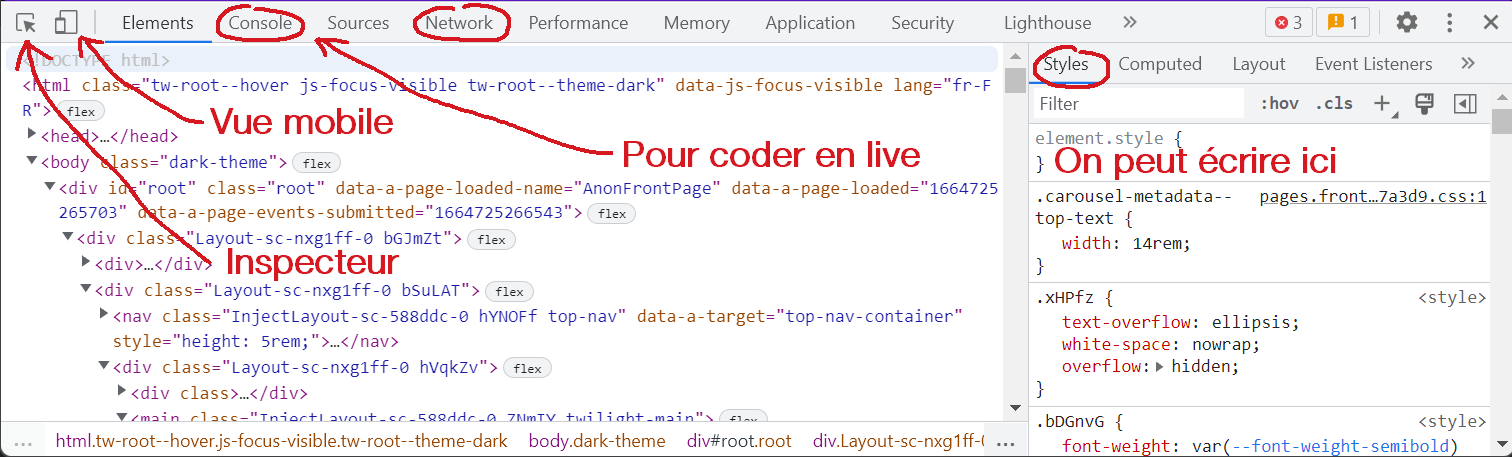 Elements Console Sources Network Performance Memory Application Security Lighthouse » 3 1
<!DOCTYPE html>
<html class="tw-root--hover js-focus-visible tw-root--theme-dark" data-js-focus-visible lang="fr-F
R"> flex
<head>…</head>
Vue mobile
<body class="dark-theme"> flex
Pour coder en live
<div id="root" class="root" data-a-page-loaded-name="AnonFrontPage" data-a-page-loaded="1664725
265703" data-a-page-events-submitted="1664725266543"> flex
<div class="Layout-sc-nxg1ff-0 bGJmZt"> flex
<div>…</div>
Inspecteur
<div class="Layout-sc-nxg1ff-0 bSuLAT"> flex
<nav class="InjectLayout-sc-588ddc-0 hYNOFf top-nav" data-a-target="top-nav-container"
style="height: 5rem;">…</nav>
<div class="Layout-sc-nxg1ff-0 hVqkZv"> flex
<div class>…</div>
<main class="InjectLayout-sc-588ddc-0 ZNmIY twilight-main"> flex
… html.tw-root--hover.js-focus-visible.tw-root--theme-dark body.dark-theme div#root.root div.Layout-sc-nxg1ff-0 …
Styles Computed Layout Event Listeners »
Filter :hov .cls +
element.style {
}
On peut écrire ici
.carousel-metadata-- pages.front…7a3d9.css:1
top-text {
width: 14rem;
}
.xHPfz { <style>
text-overflow: ellipsis;
white-space: nowrap;
overflow: hidden;
}
.bDGnvG { <style>
font-weight: var(--font-weight-semibold)